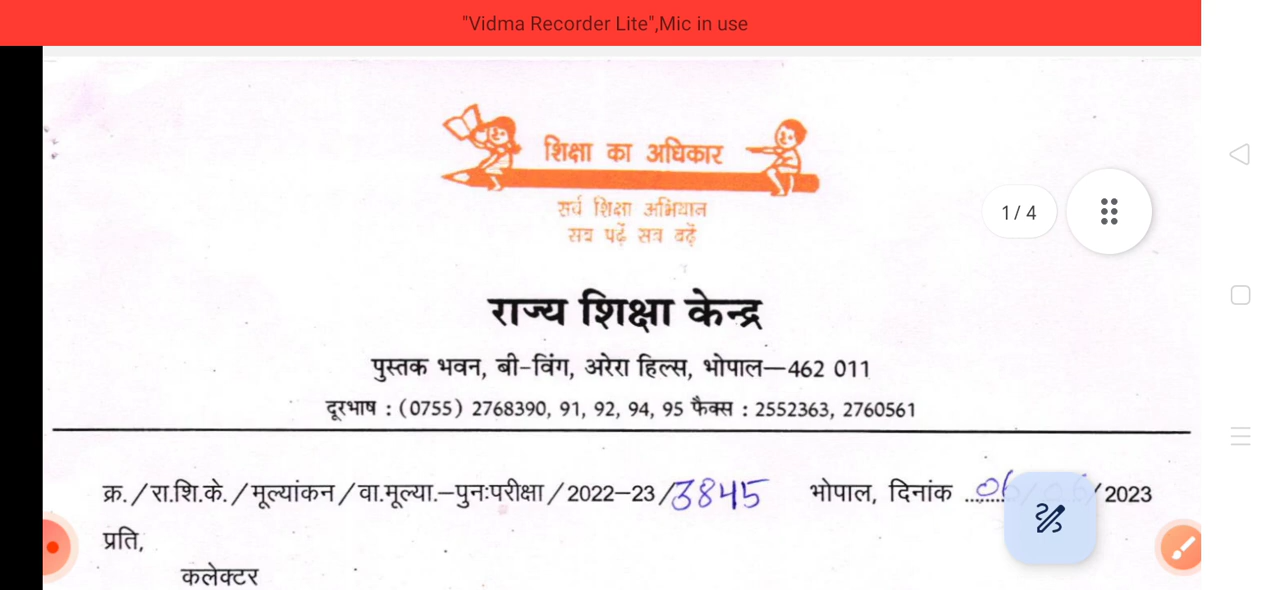 "Vidma Recorder Lite",Mic in use
शिक्षा का अधिकार
सर्व शिक्षा अभियान
सब पढ़ें सब बढ़ें
1 / 4
राज्य शिक्षा केन्द्र
पुस्तक भवन, बी-विंग, अरेरा हिल्स, भोपाल—462 011
दूरभाष : (0755) 2768390, 91, 92, 94, 95 फैक्स : 2552363, 2760561
क्र./रा.शि.के./मूल्यांकन/वा.मूल्या.–पुनःपरीक्षा/2022–23/3845 भोपाल, दिनांक ....06/06/2023
प्रति,
कलेक्टर